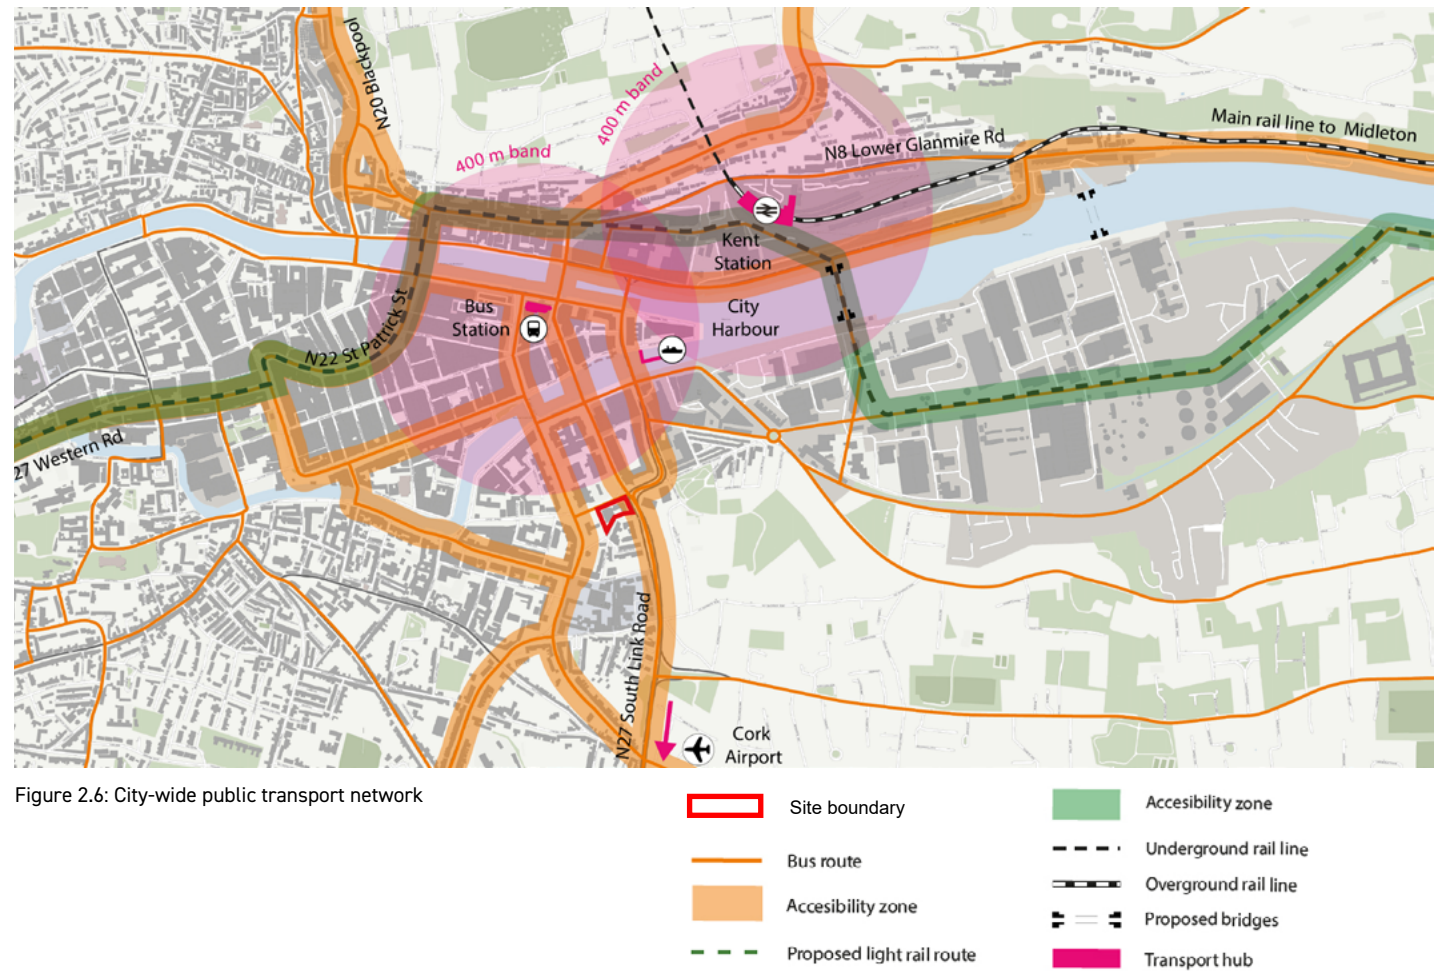 N20 Blackpool
400 m band
400 m band
N8 Lower Glanmire Rd
Main rail line to Midleton
Kent
Station
City
Harbour
Bus
Station
N22 St Patrick St
27 Western Rd
N27 South Link Road
Cork
Airport
Figure 2.6: City-wide public transport network
Site boundary
Bus route
Accesibility zone
Proposed light rail route
Accesibility zone
Underground rail line
Overground rail line
Proposed bridges
Transport hub